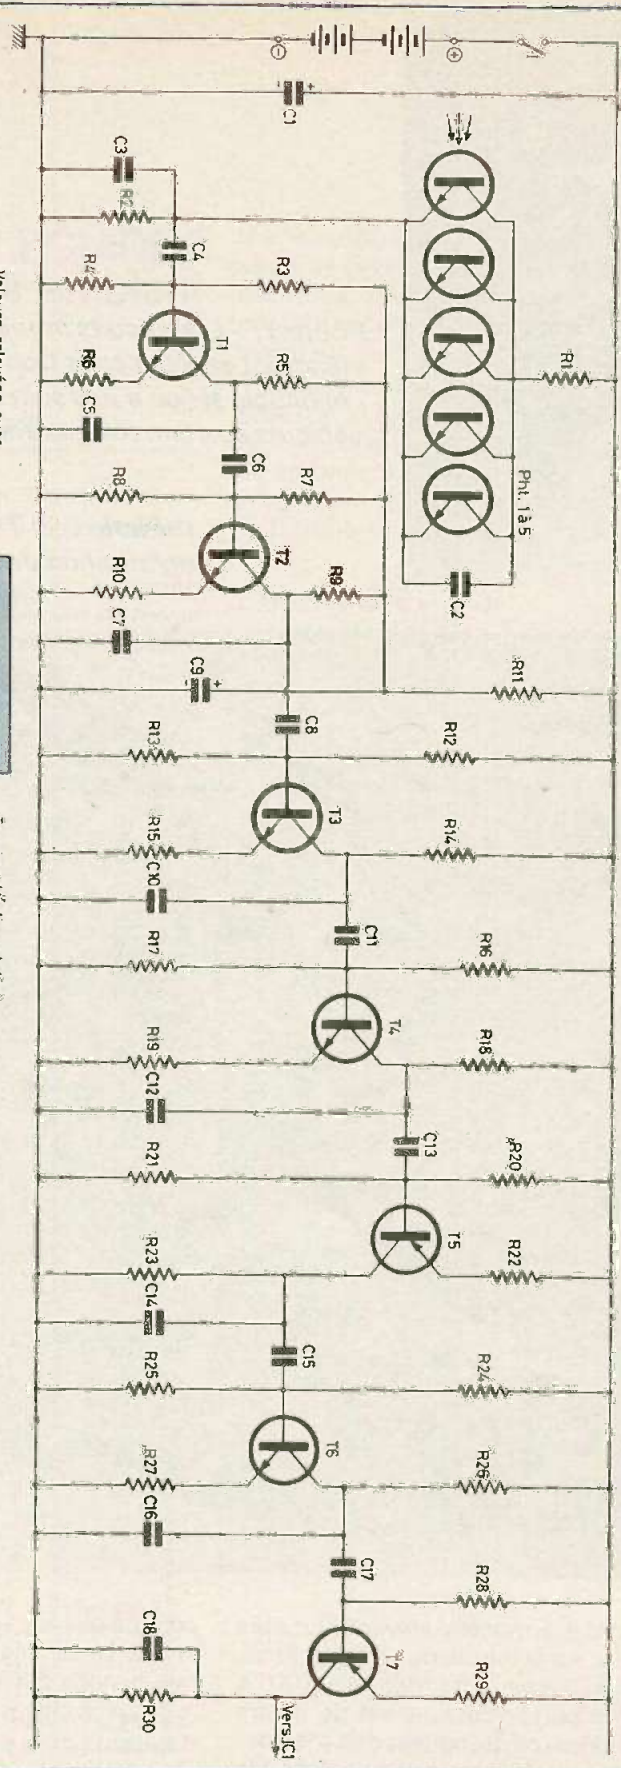 I
+
−
C1
+
-
R1
Pht. 1 à 5
C2
C3
R2
C4
R3
R4
T1
R5
R6
C5
C6
R7
R8
T2
R9
R10
C7
C9
+
-
R11
C8
R12
R13
T3
R14
R15
C10
C11
R16
R17
T4
R18
R19
C12
C13
R20
R21
T5
R22
R23
C14
C15
R24
R25
T6
R26
R27
C16
C17
R28
T7
R29
C18
R30
Vers IC1